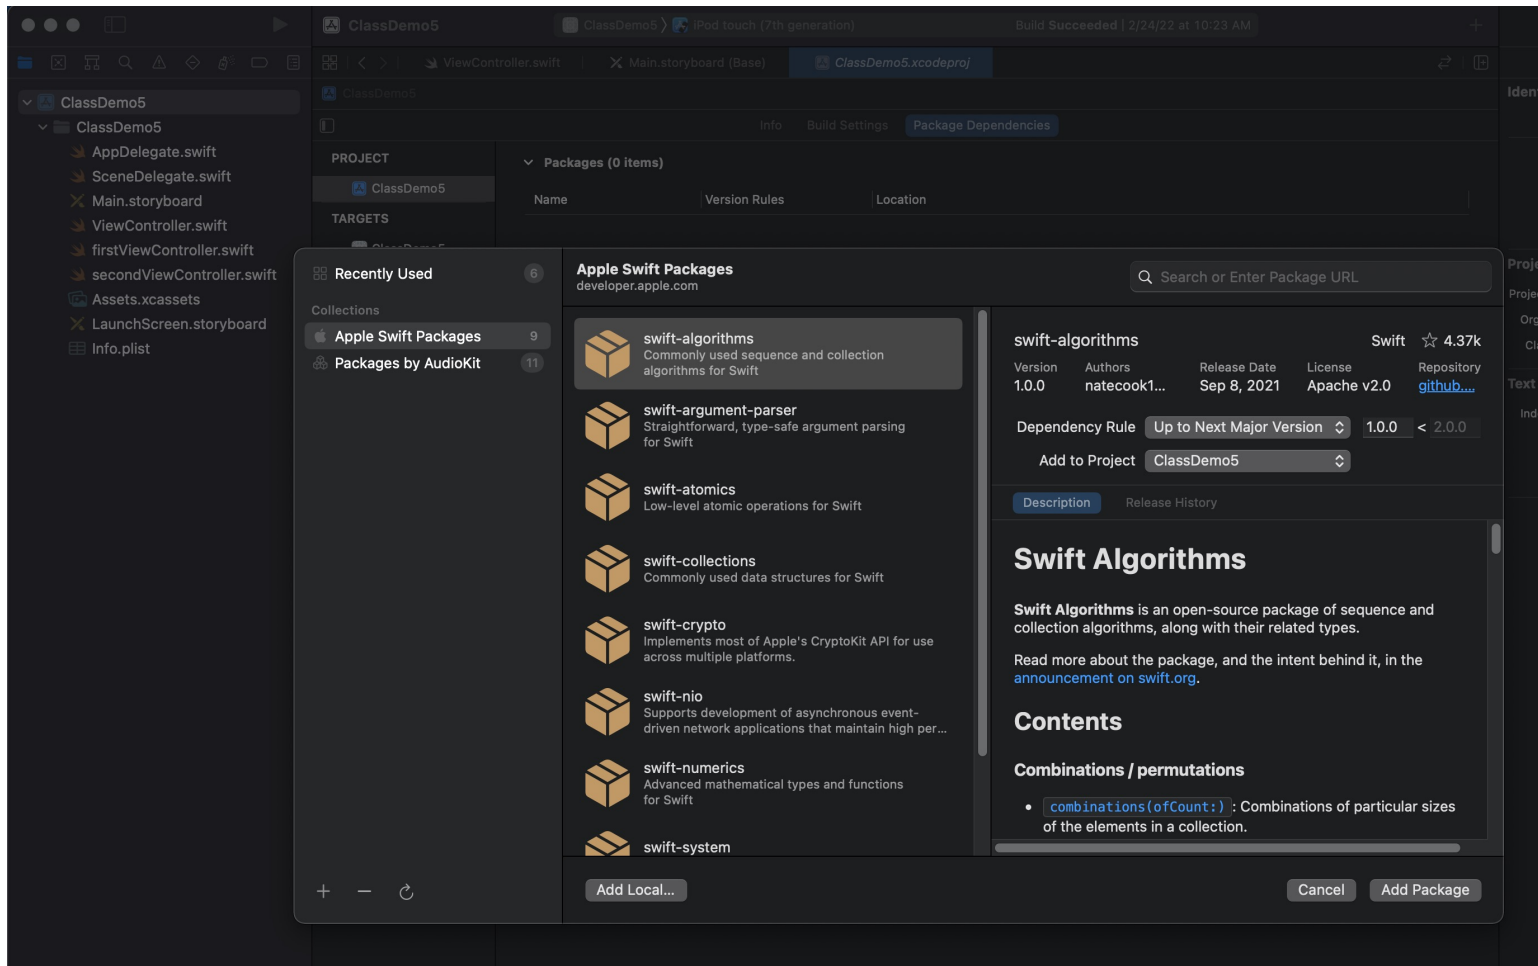 ClassDemo5
ClassDemo5 iPod touch (7th generation)
Build Succeeded | 2/24/22 at 10:23 AM
ViewController.swift
Main.storyboard (Base)
ClassDemo5.xcodeproj
ClassDemo5
ClassDemo5
AppDelegate.swift
SceneDelegate.swift
Main.storyboard
ViewController.swift
firstViewController.swift
secondViewController.swift
Assets.xcassets
LaunchScreen.storyboard
Info.plist
ClassDemo5
Info Build Settings Package Dependencies
PROJECT
ClassDemo5
TARGETS
ClassDemo5
Packages (0 items)
Name Version Rules Location
Recently Used 6
Collections
Apple Swift Packages 9
Packages by AudioKit 11
Apple Swift Packages
developer.apple.com
Search or Enter Package URL
swift-algorithms
Commonly used sequence and collection
algorithms for Swift
swift-argument-parser
Straightforward, type-safe argument parsing
for Swift
swift-atomics
Low-level atomic operations for Swift
swift-collections
Commonly used data structures for Swift
swift-crypto
Implements most of Apple's CryptoKit API for use
across multiple platforms.
swift-nio
Supports development of asynchronous event-
driven network applications that maintain high per...
swift-numerics
Advanced mathematical types and functions
for Swift
swift-system
swift-algorithms Swift ☆ 4.37k
Version Authors Release Date License Repository
1.0.0 natecook1... Sep 8, 2021 Apache v2.0 github....
Dependency Rule Up to Next Major Version 1.0.0 < 2.0.0
Add to Project ClassDemo5
Description Release History
Swift Algorithms
Swift Algorithms is an open-source package of sequence and
collection algorithms, along with their related types.
Read more about the package, and the intent behind it, in the
announcement on swift.org.
Contents
Combinations / permutations
• combinations(ofCount:) : Combinations of particular sizes
of the elements in a collection.
Add Local...
Cancel Add Package